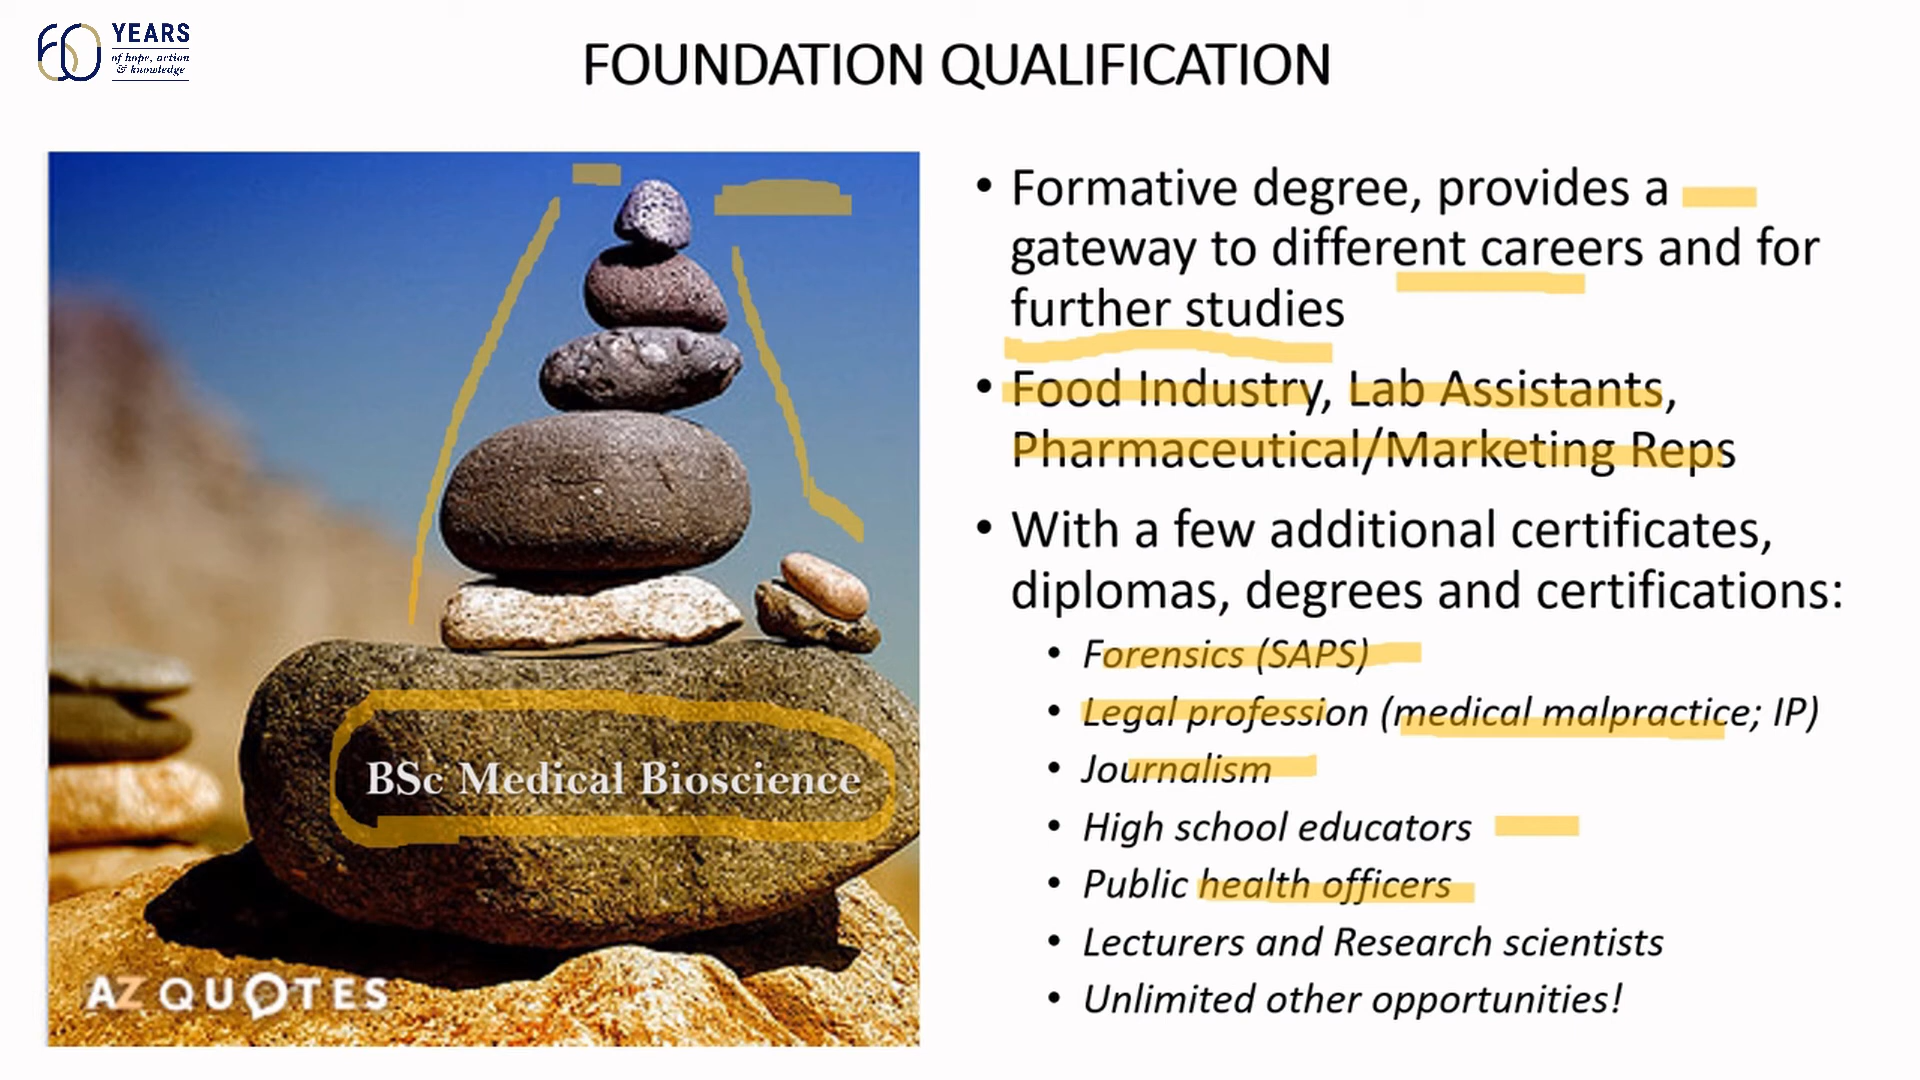 60 YEARS
of hope, action
& knowledge
FOUNDATION QUALIFICATION
BSc Medical Bioscience
AZ QUOTES
• Formative degree, provides a
gateway to different careers and for
further studies
• Food Industry, Lab Assistants,
Pharmaceutical/Marketing Reps
• With a few additional certificates,
diplomas, degrees and certifications:
• Forensics (SAPS)
• Legal profession (medical malpractice; IP)
• Journalism
• High school educators
• Public health officers
• Lecturers and Research scientists
• Unlimited other opportunities!